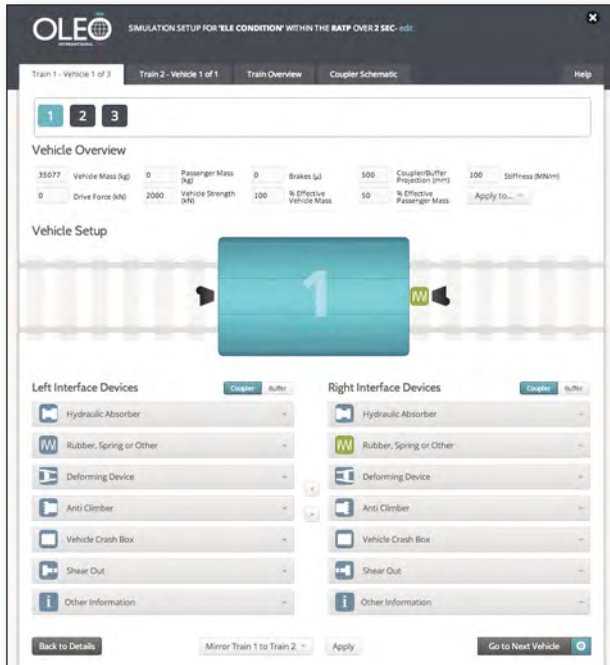 OLEO
INTERNATIONAL
SIMULATION SETUP FOR 'ELE CONDITION' WITHIN THE RATP OVER 2 SEC- edit
Train 1 - Vehicle 1 of 3
Train 2 - Vehicle 1 of 1
Train Overview
Coupler Schematic
Help
1 2 3
Vehicle Overview
35077 Vehicle Mass (kg) 0 Passenger Mass (kg) 0 Brakes (μ) 500 Coupler/Buffer Projection (mm) 100 Stiffness (MN/m)
0 Drive Force (kN) 2000 Vehicle Strength (kN) 100 % Effective Vehicle Mass 50 % Effective Passenger Mass Apply to...
Vehicle Setup
1
Left Interface Devices Coupler Buffer
Hydraulic Absorber
Rubber, Spring or Other
Deforming Device
Anti Climber
Vehicle Crash Box
Shear Out
Other Information
Right Interface Devices Coupler Buffer
Hydraulic Absorber
Rubber, Spring or Other
Deforming Device
Anti Climber
Vehicle Crash Box
Shear Out
Other Information
Back to Details
Mirror Train 1 to Train 2
Apply
Go to Next Vehicle